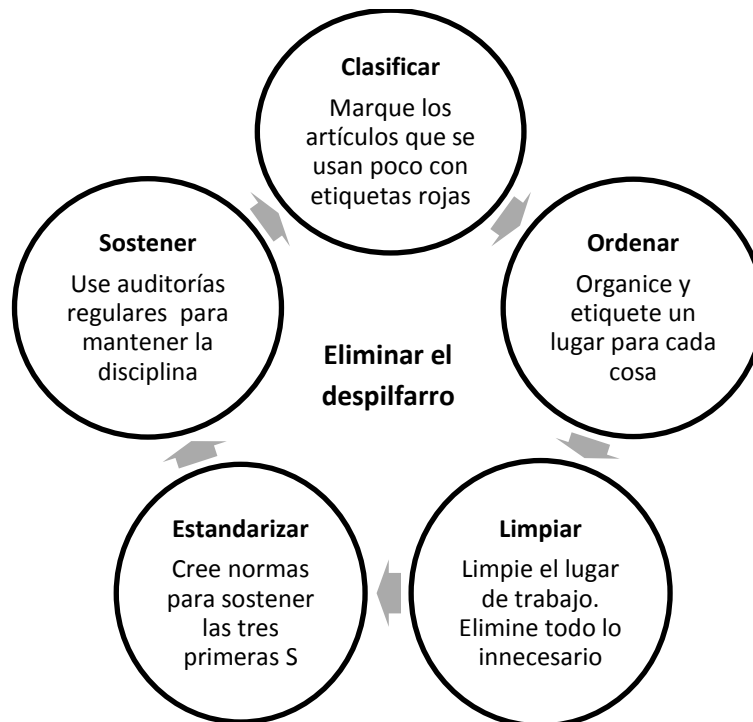 Clasificar
Marque los
artículos que se
usan poco con
etiquetas rojas
Ordenar
Organice y
etiquete un
lugar para cada
cosa
Limpiar
Limpie el lugar
de trabajo.
Elimine todo lo
innecesario
Estandarizar
Cree normas
para sostener
las tres
primeras S
Sostener
Use auditorías
regulares  para
mantener la
disciplina
Eliminar el
despilfarro